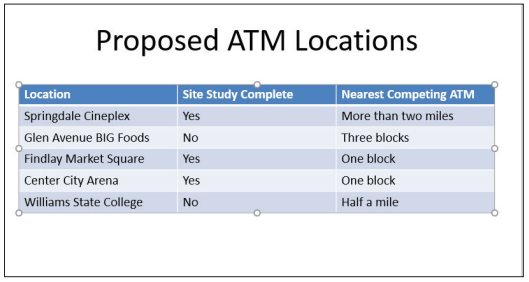 Proposed ATM Locations
Location Site Study Complete Nearest Competing ATM
Springdale Cineplex Yes More than two miles
Glen Avenue BIG Foods No Three blocks
Findlay Market Square Yes One block
Center City Arena Yes One block
Williams State College No Half a mile